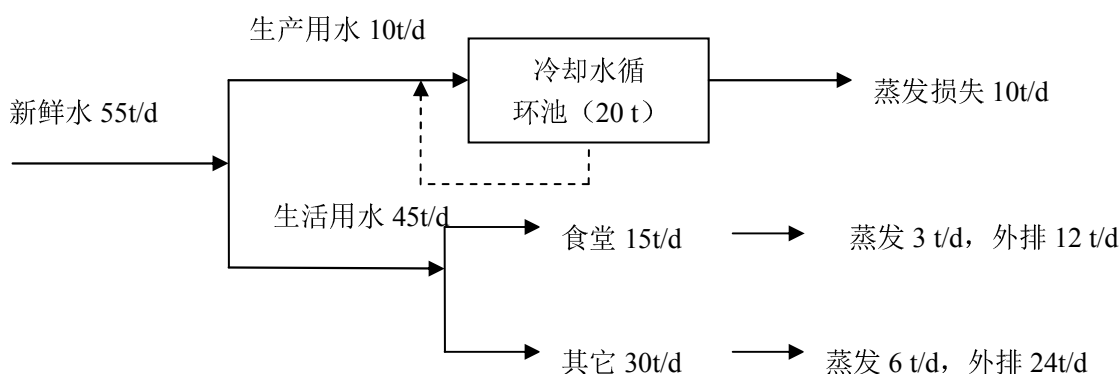 生产用水 10t/d
冷却水循
环池（20 t）
蒸发损失 10t/d
新鲜水 55t/d
生活用水 45t/d
食堂 15t/d
蒸发 3 t/d，外排 12 t/d
其它 30t/d
蒸发 6 t/d，外排 24t/d